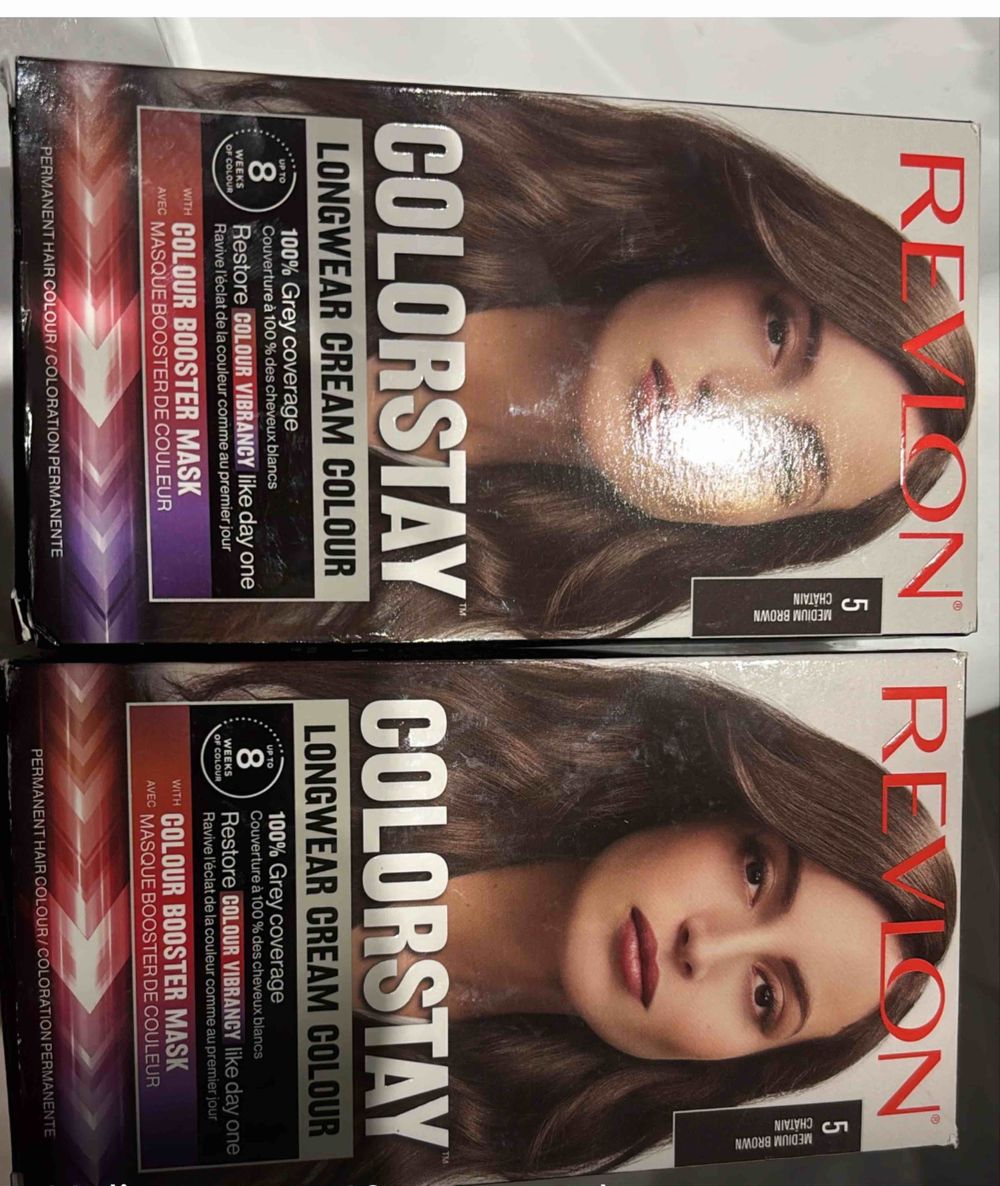 REVLON®
5
MEDIUM BROWN
CHÂTAIN
COLORSTAY™
LONGWEAR CREAM COLOUR
UP TO
8
WEEKS
OF COLOUR
100% Grey coverage
Couverture à 100 % des cheveux blancs
Restore COLOUR VIBRANCY like day one
Ravive l'éclat de la couleur comme au premier jour
WITH COLOUR BOOSTER MASK
AVEC MASQUE BOOSTER DE COULEUR
PERMANENT HAIR COLOUR / COLORATION PERMANENTE
REVLON®
5
MEDIUM BROWN
CHÂTAIN
COLORSTAY™
LONGWEAR CREAM COLOUR
UP TO
8
WEEKS
OF COLOUR
100% Grey coverage
Couverture à 100 % des cheveux blancs
Restore COLOUR VIBRANCY like day one
Ravive l'éclat de la couleur comme au premier jour
WITH COLOUR BOOSTER MASK
AVEC MASQUE BOOSTER DE COULEUR
PERMANENT HAIR COLOUR / COLORATION PERMANENTE